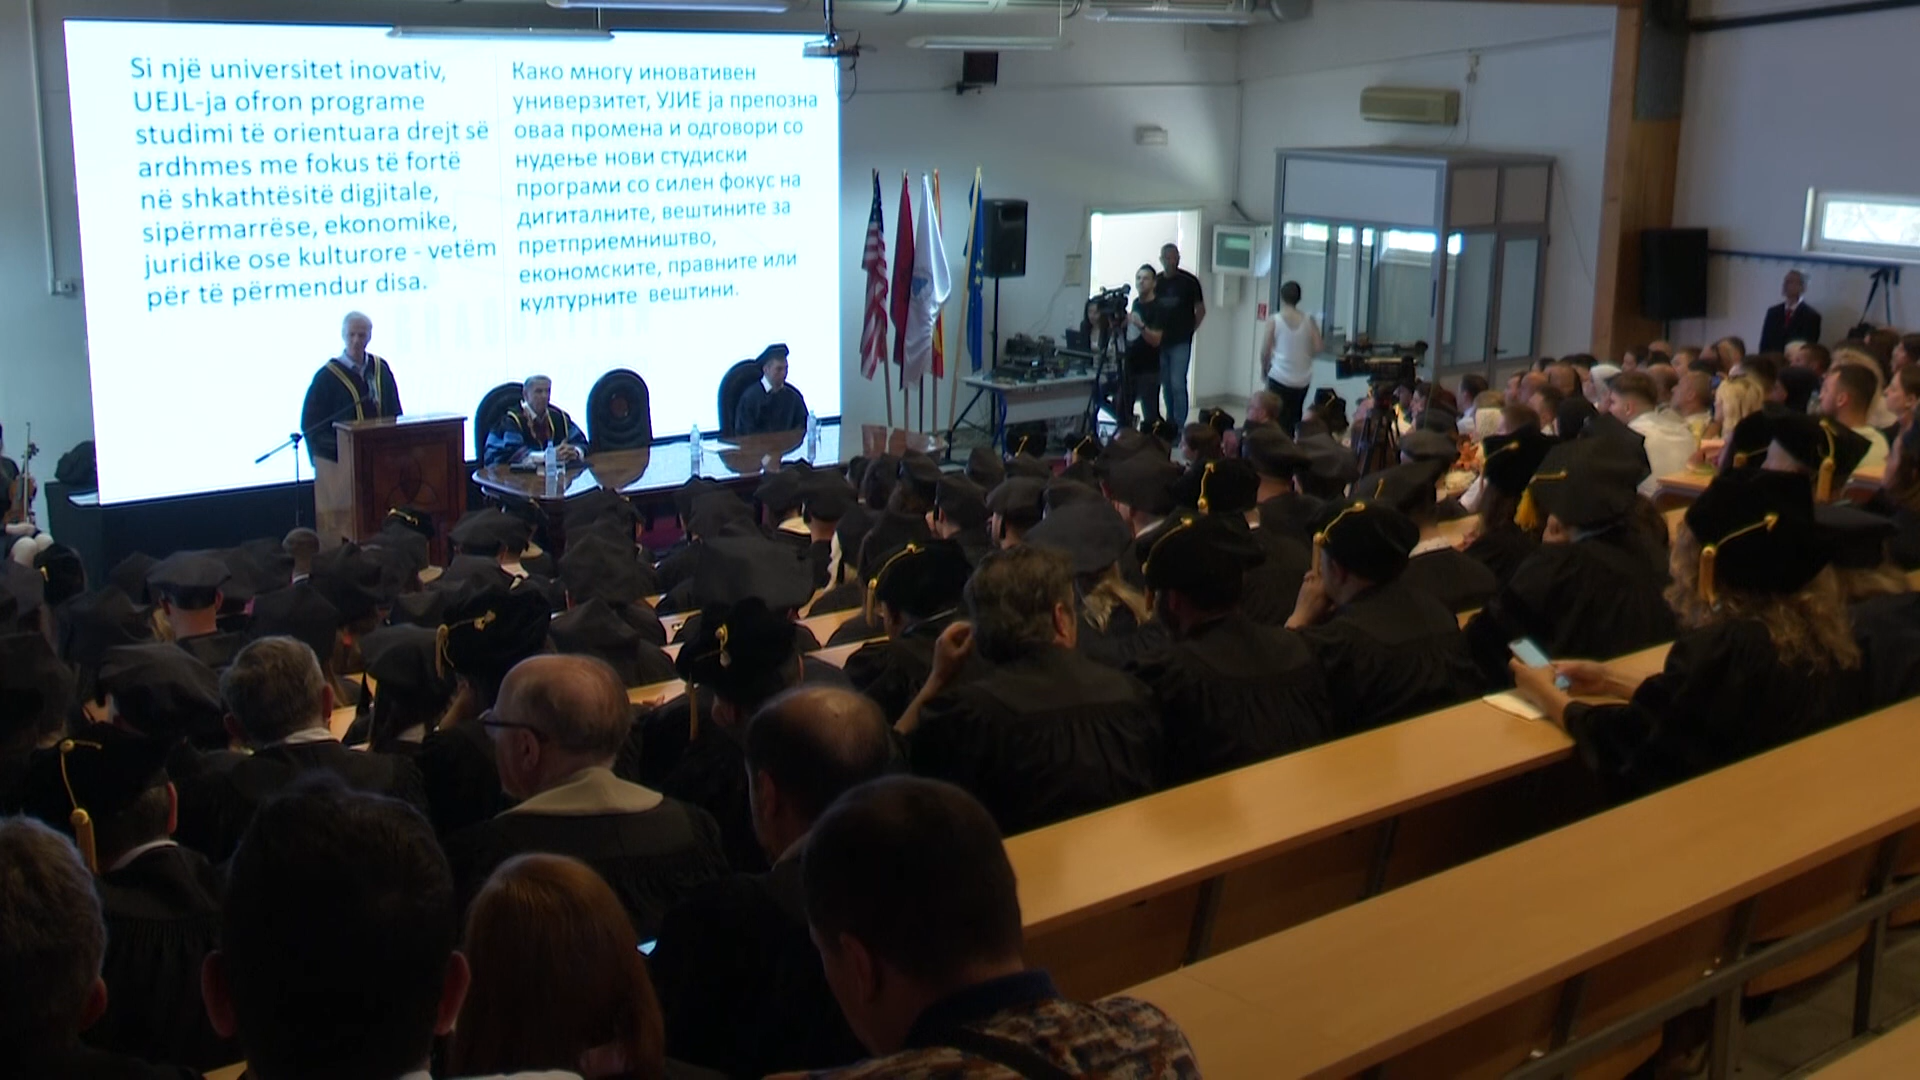 Si një universitet inovativ,
UEJL-ja ofron programe
studimi të orientuara drejt së
ardhmes me fokus të fortë
në shkathtësitë digjitale,
sipërmarrëse, ekonomike,
juridike ose kulturore - vetëm
për të përmendur disa.
Како многу иновативен
универзитет, УЈИЕ ја препозна
оваа промена и одговори со
нудење нови студиски
програми со силен фокус на
дигиталните, вештините за
претприемништво,
економските, правните или
културните вештини.